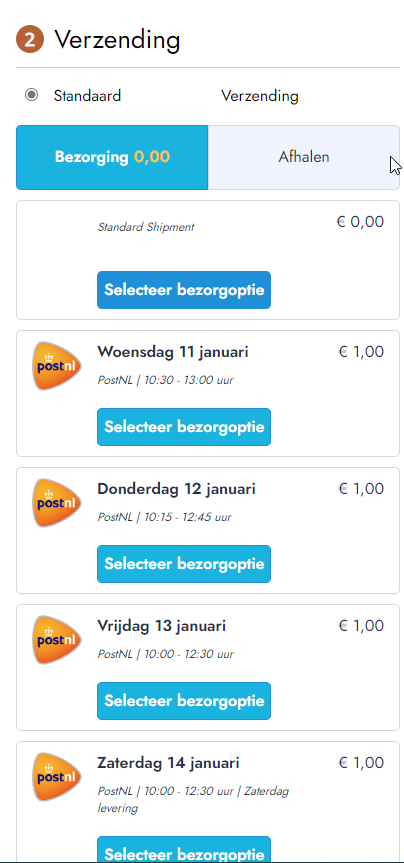 2 Verzending
Standaard Verzending
Bezorging 0,00 Afhalen
Standard Shipment € 0,00
Selecteer bezorgoptie
postnl Woensdag 11 januari € 1,00
PostNL | 10:30 - 13:00 uur
Selecteer bezorgoptie
postnl Donderdag 12 januari € 1,00
PostNL | 10:15 - 12:45 uur
Selecteer bezorgoptie
postnl Vrijdag 13 januari € 1,00
PostNL | 10:00 - 12:30 uur
Selecteer bezorgoptie
postnl Zaterdag 14 januari € 1,00
PostNL | 10:00 - 12:30 uur | Zaterdag
levering
Selecteer bezorgoptie